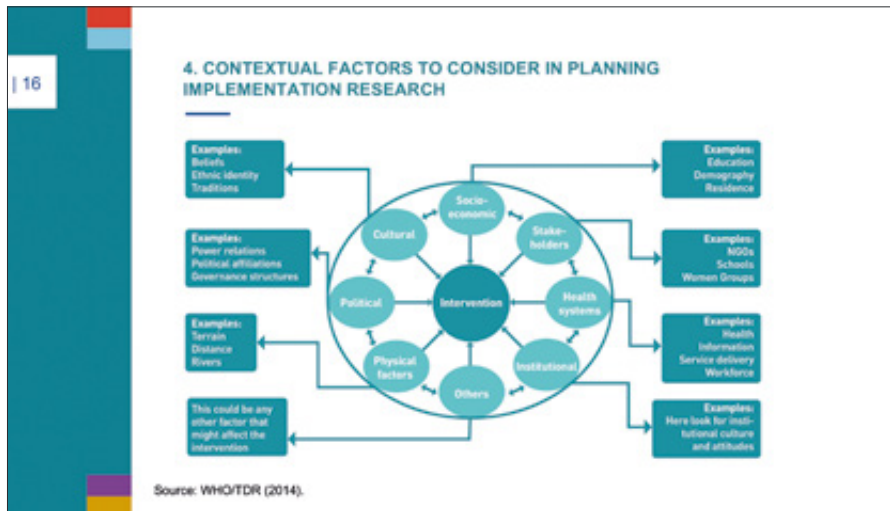 | 16
4. CONTEXTUAL FACTORS TO CONSIDER IN PLANNING
IMPLEMENTATION RESEARCH
Examples:
Beliefs
Ethnic identity
Traditions
Examples:
Power relations
Political affiliations
Governance structures
Examples:
Terrain
Distance
Rivers
This could be any
other factor that
might affect the
intervention
Socio-
economic
Cultural
Stake-
holders
Political
Intervention
Health
systems
Physical
factors
Institutional
Others
Examples:
Education
Demography
Residence
Examples:
NGOs
Schools
Women Groups
Examples:
Health
information
Service delivery
Workforce
Examples:
Here look for insti-
tutional culture
and attitudes
Source: WHO/TDR (2014).